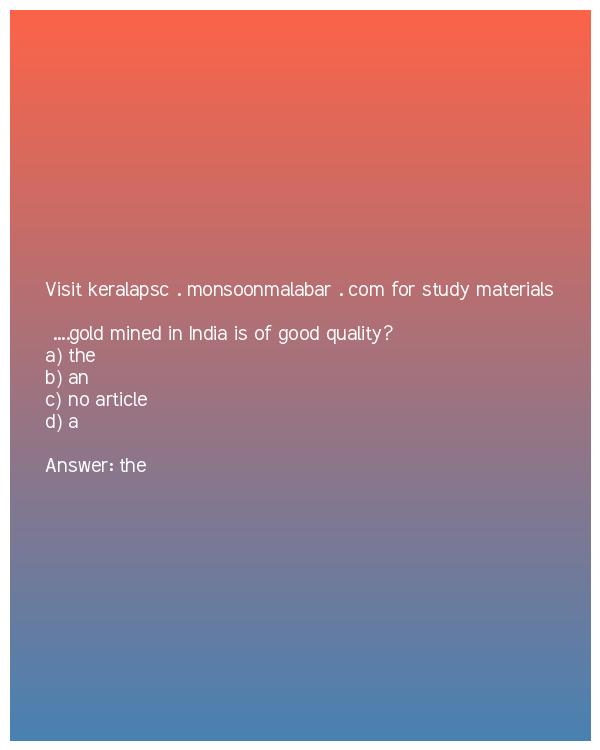 Visit keralapsc . monsoonmalabar . com for study materials
....gold mined in India is of good quality?
a) the
b) an
c) no article
d) a
Answer: the